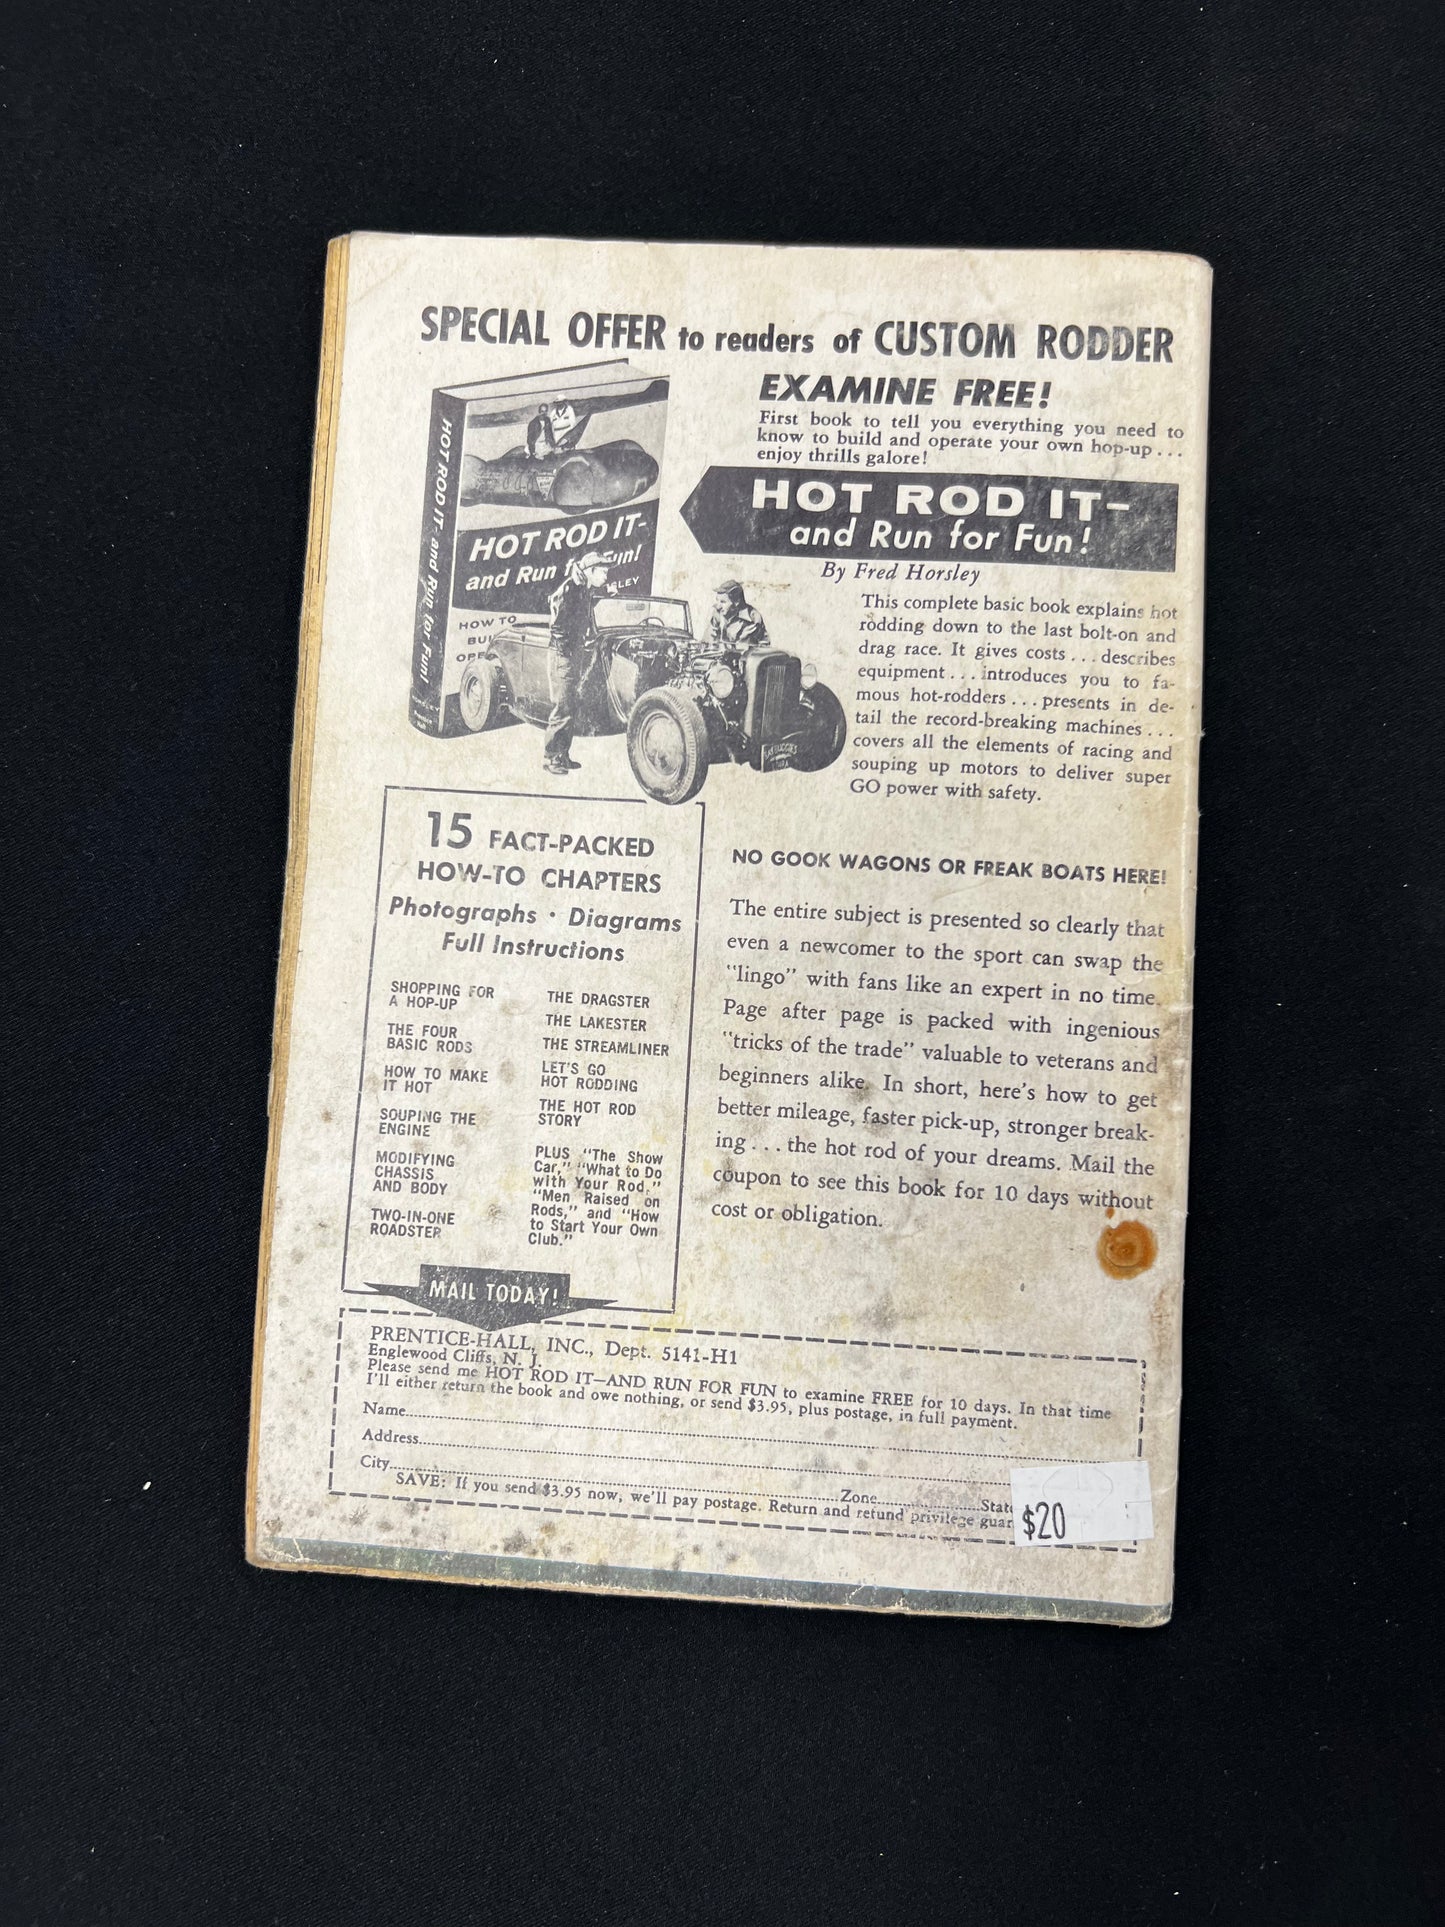 SPECIAL OFFER to readers of CUSTOM RODDER
HOT ROD IT- and Run for Fun!
HOT ROD IT-
and Run f un!
HOW TO
EXAMINE FREE!
First book to tell you everything you need to
know to build and operate your own hop-up...
enjoy thrills galore!
HOT ROD IT-
and Run for Fun!
By Fred Horsley
This complete basic book explains hot
rodding down to the last bolt-on and
drag race. It gives costs...describes
equipment...introduces you to fa-
mous hot-rodders...presents in de-
tail the record-breaking machines...
covers all the elements of racing and
souping up motors to deliver super
GO power with safety.
15 FACT-PACKED
HOW-TO CHAPTERS
Photographs · Diagrams
Full Instructions
SHOPPING FOR
A HOP-UP
THE FOUR
BASIC RODS
HOW TO MAKE
IT HOT
SOUPING THE
ENGINE
MODIFYING
CHASSIS
AND BODY
TWO-IN-ONE
ROADSTER
THE DRAGSTER
THE LAKESTER
THE STREAMLINER
LET'S GO
HOT RODDING
THE HOT ROD
STORY
PLUS "The Show
Car," "What to Do
with Your Rod,"
"Men Raised on
Rods," and "How
to Start Your Own
Club."
NO GOOK WAGONS OR FREAK BOATS HERE!
The entire subject is presented so clearly that
even a newcomer to the sport can swap the
"lingo" with fans like an expert in no time.
Page after page is packed with ingenious
"tricks of the trade" valuable to veterans and
beginners alike. In short, here's how to get
better mileage, faster pick-up, stronger break-
ing...the hot rod of your dreams. Mail the
coupon to see this book for 10 days without
cost or obligation.
MAIL TODAY!
PRENTICE-HALL, INC., Dept. 5141-H1
Englewood Cliffs, N. J.
Please send me HOT ROD IT—AND RUN FOR FUN to examine FREE for 10 days. In that time
I'll either return the book and owe nothing, or send $3.95, plus postage, in full payment.
Name
Address
City Zone State
SAVE: If you send $3.95 now, we'll pay postage. Return and refund privilege guar
$20